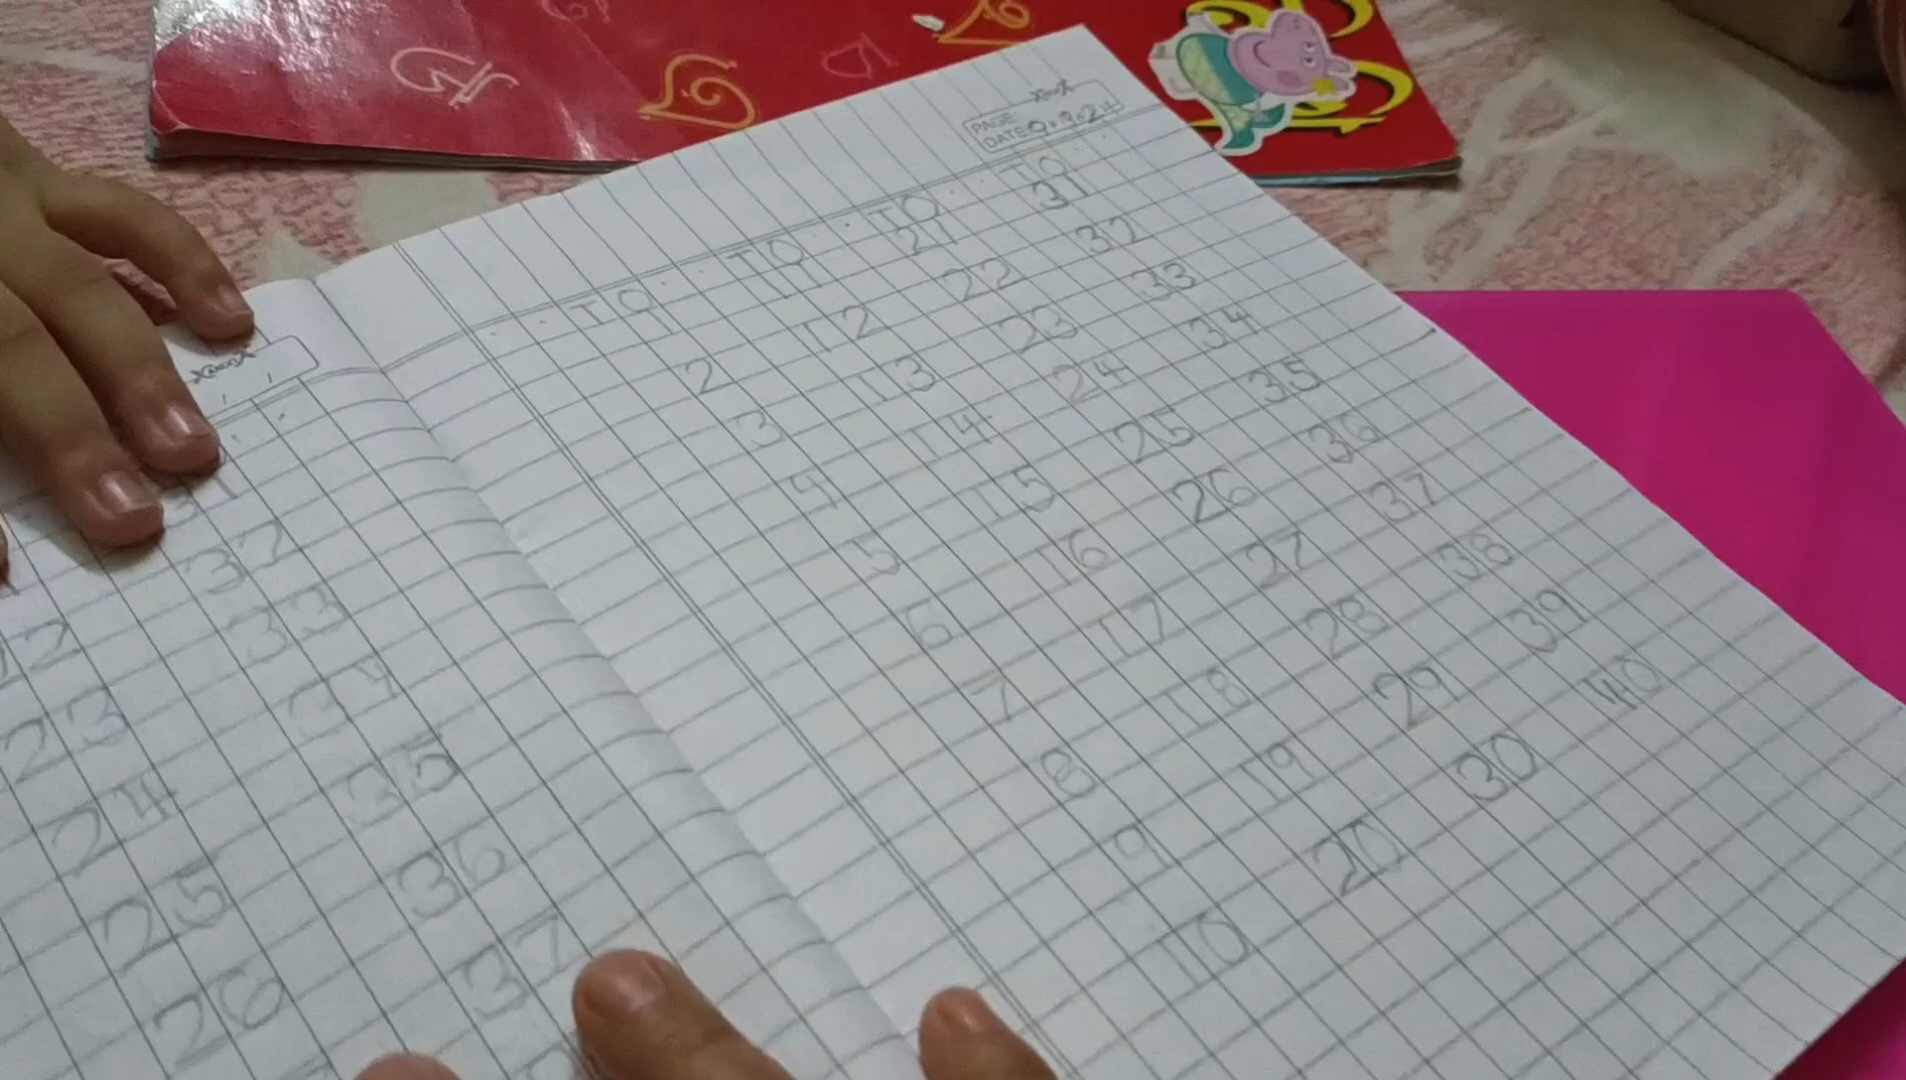 PAGE
DATE 9.9.24
T O T O T O T O
1 11 21 31
2 12 22 32
3 13 23 33
4 14 24 34
5 15 25 35
6 16 26 36
7 17 27 37
8 18 28 38
9 19 29 39
10 20 30 40
32
23 33
24 34
25 35
26 36
37